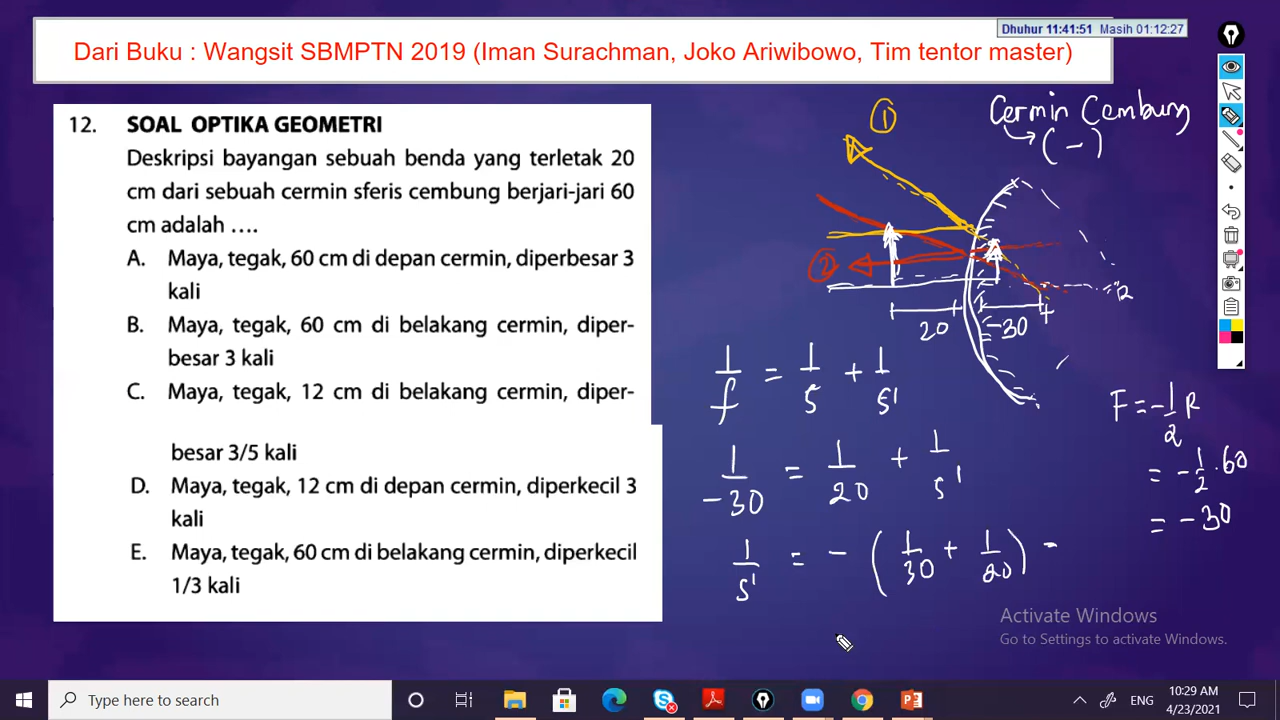 Dhuhur 11:41:51 Masih 01:12:27
Dari Buku : Wangsit SBMPTN 2019 (Iman Surachman, Joko Ariwibowo, Tim tentor master)
12. SOAL OPTIKA GEOMETRI
Deskripsi bayangan sebuah benda yang terletak 20
cm dari sebuah cermin sferis cembung berjari-jari 60
cm adalah ....
A. Maya, tegak, 60 cm di depan cermin, diperbesar 3
kali
B. Maya, tegak, 60 cm di belakang cermin, diper-
besar 3 kali
C. Maya, tegak, 12 cm di belakang cermin, diper-
besar 3/5 kali
D. Maya, tegak, 12 cm di depan cermin, diperkecil 3
kali
E. Maya, tegak, 60 cm di belakang cermin, diperkecil
1/3 kali
Cermin Cembung
(-)
1
2
20
-30
1/f = 1/s + 1/s'
1/-30 = 1/20 + 1/s'
1/s' = - (1/30 + 1/20) =
F = -1/2 R
= -1/2 . 60
= -30
Activate Windows
Go to Settings to activate Windows.
Type here to search
ENG
10:29 AM
4/23/2021